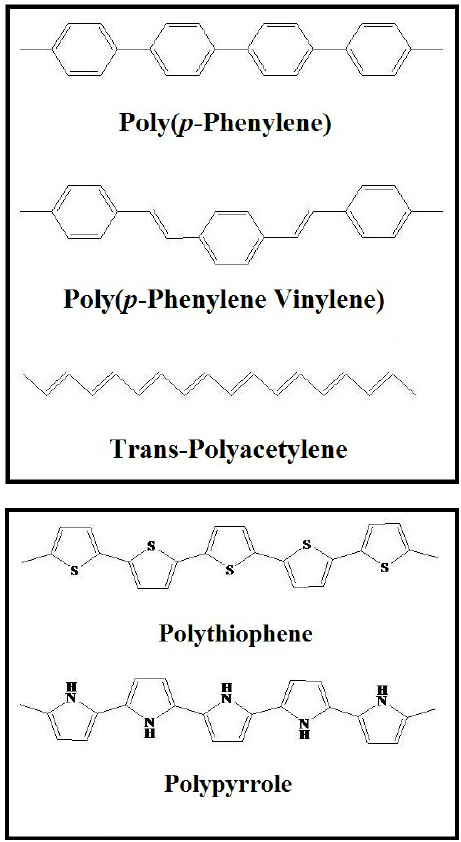 Poly(p-Phenylene)
Poly(p-Phenylene Vinylene)
Trans-Polyacetylene
S S S S S
Polythiophene
H H H
N N N
N N
H H
Polypyrrole